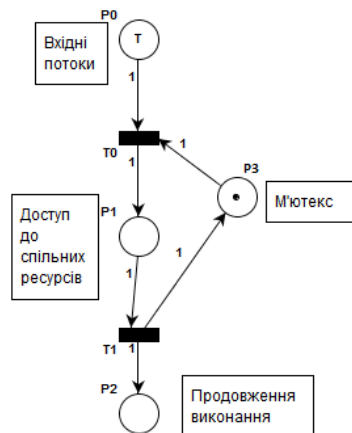 P0
Вхідні
потоки
T
1
1
T0
1
P3
P1
М'ютекс
Доступ
до
спільних
ресурсів
1
1
T1
1
P2
Продовження
виконання